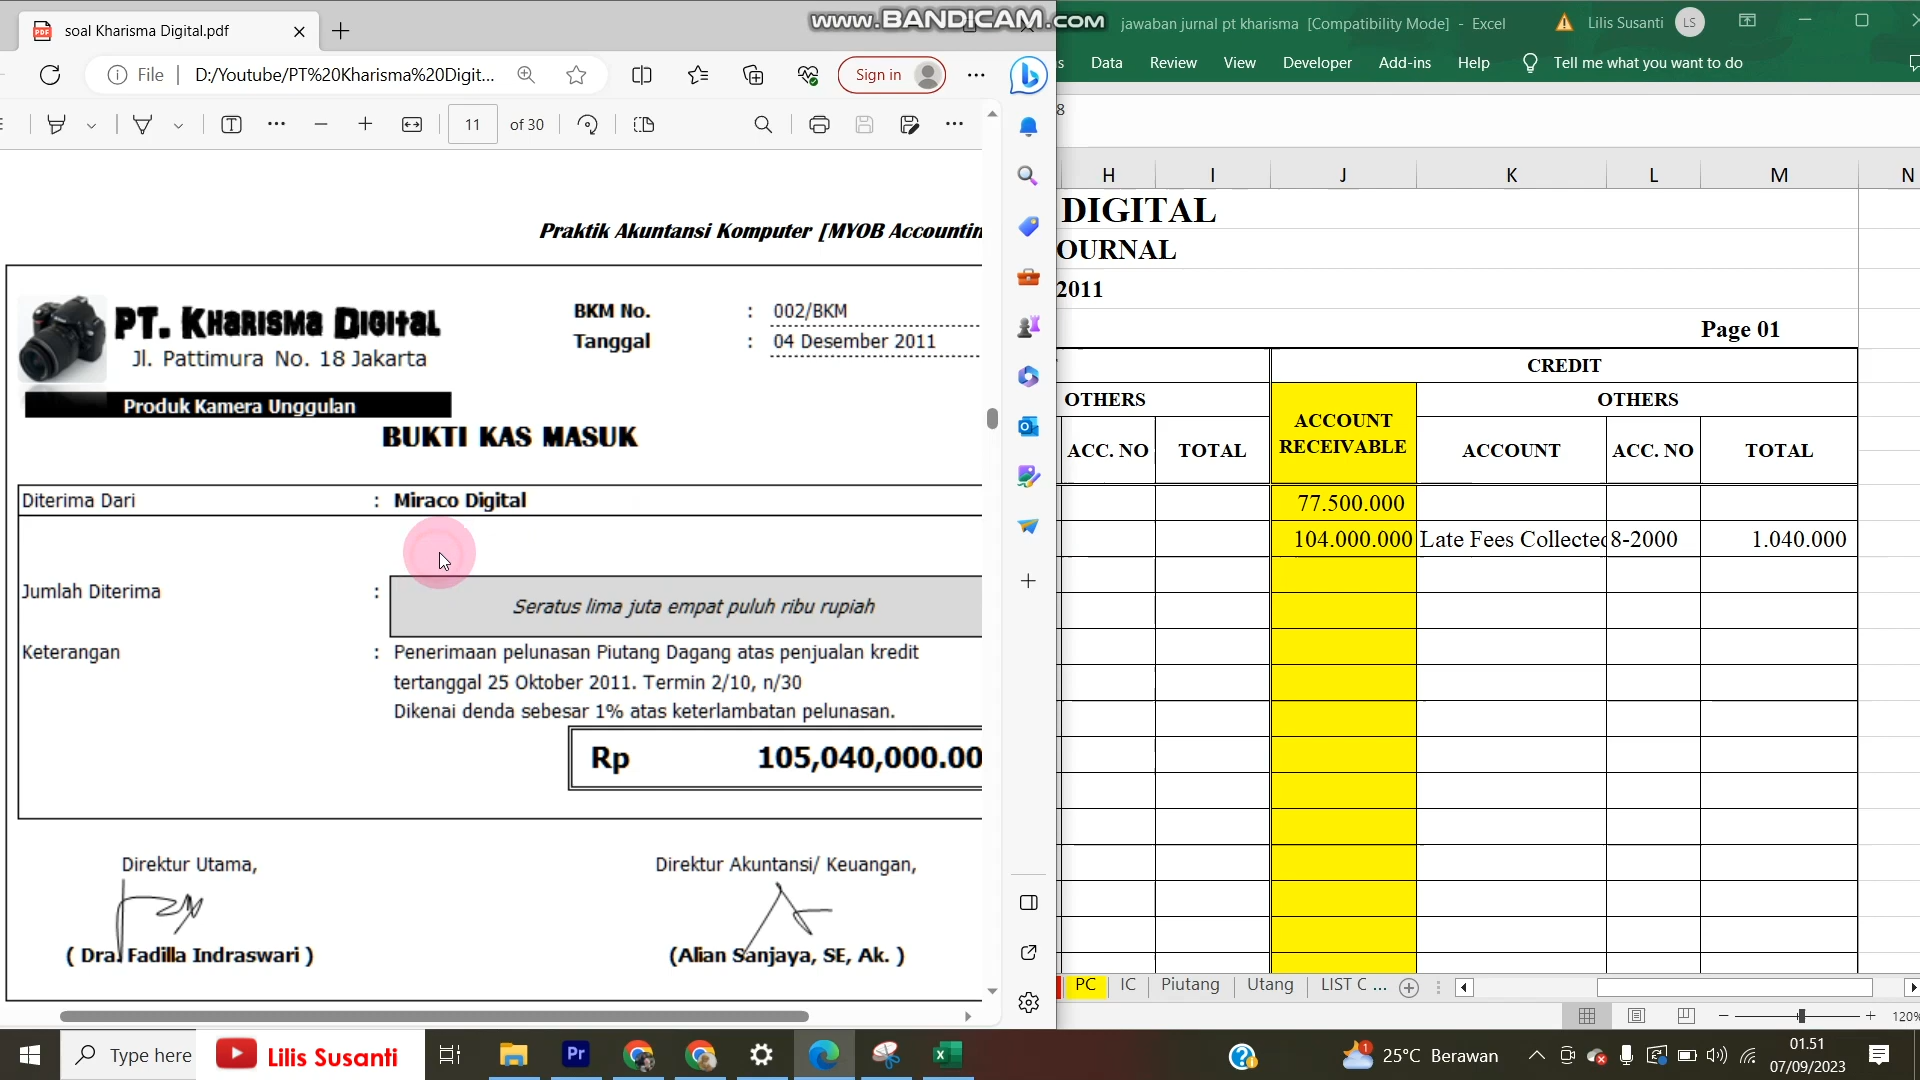 www.BANDICAM.com
soal Kharisma Digital.pdf
File
D:/Youtube/PT%20Kharisma%20Digit...
Sign in
11
of 30
Praktik Akuntansi Komputer [MYOB Accountin
PT. Kharisma Digital
Jl. Pattimura No. 18 Jakarta
Produk Kamera Unggulan
BKM No. : 002/BKM
Tanggal : 04 Desember 2011
BUKTI KAS MASUK
Diterima Dari : Miraco Digital
Jumlah Diterima :
Seratus lima juta empat puluh ribu rupiah
Keterangan : Penerimaan pelunasan Piutang Dagang atas penjualan kredit
tertanggal 25 Oktober 2011. Termin 2/10, n/30
Dikenai denda sebesar 1% atas keterlambatan pelunasan.
Rp 105,040,000.00
Direktur Utama,
Direktur Akuntansi/ Keuangan,
( Dra. Fadilla Indraswari )
(Alian Sanjaya, SE, Ak. )
jawaban jurnal pt kharisma [Compatibility Mode] - Excel
Lilis Susanti
LS
s
Data
Review
View
Developer
Add-ins
Help
Tell me what you want to do
8
H
I
J
K
L
M
N
DIGITAL
OURNAL
2011
Page 01
CREDIT
OTHERS
ACCOUNT
RECEIVABLE
OTHERS
ACC. NO
TOTAL
ACCOUNT
ACC. NO
TOTAL
77.500.000
104.000.000
Late Fees Collected
8-2000
1.040.000
PC
IC
Piutang
Utang
LIST C ...
120%
Type here
Lilis Susanti
Pr
1
25°C Berawan
01.51
07/09/2023